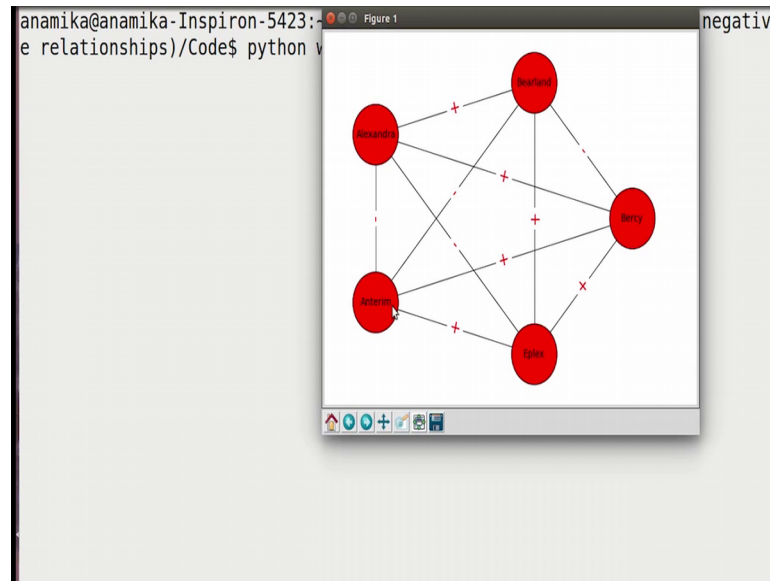 anamika@anamika-Inspiron-5423:~
Figure 1
negativ
e relationships)/Code$ python w
Bearland
+
Alexandra
-
+
Bercy
-
-
+
-
+
Anterim
+
+
Eplex